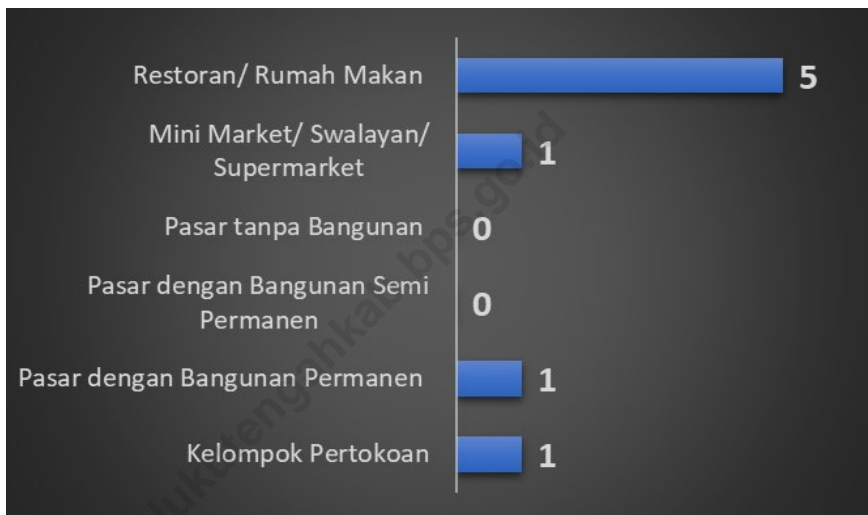 Restoran/ Rumah Makan
5
Mini Market/ Swalayan/
Supermarket
1
Pasar tanpa Bangunan
0
Pasar dengan Bangunan Semi
Permanen
0
Pasar dengan Bangunan Permanen
1
Kelompok Pertokoan
1